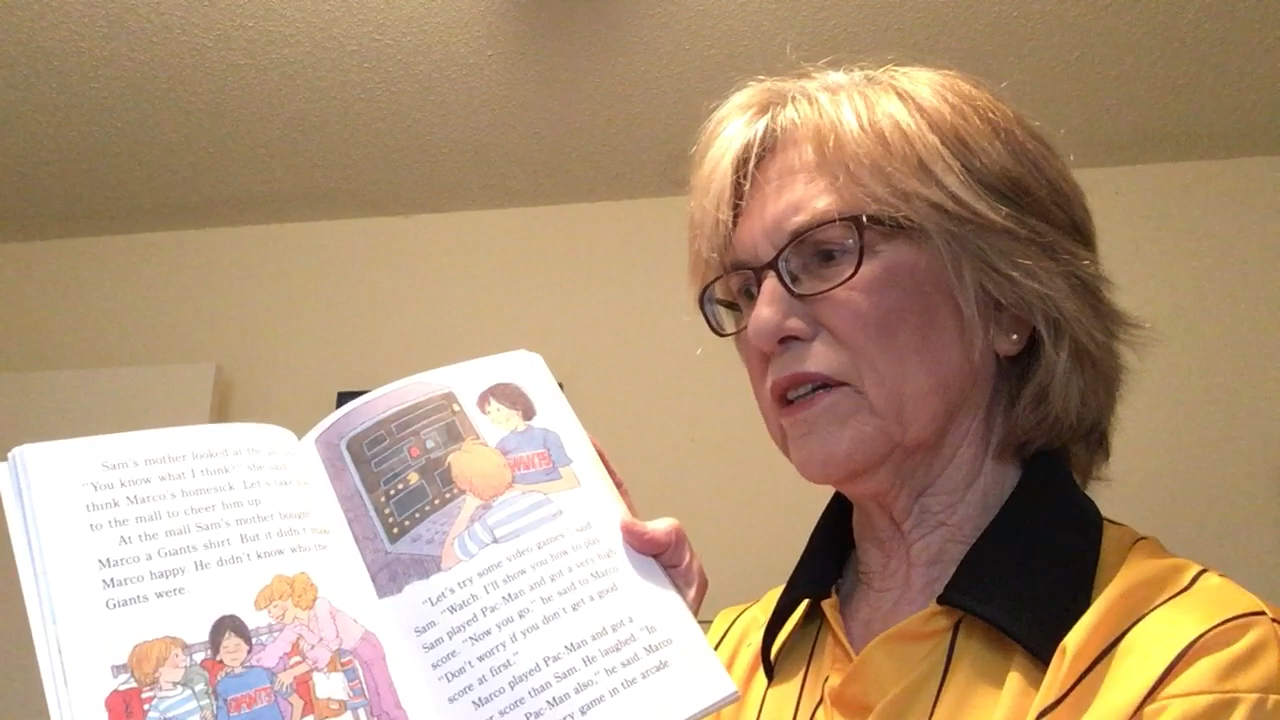 Sam's mother looked at the
"You know what I think?" she said.
think Marco's homesick. Let's take
to the mall to cheer him up
At the mall Sam's mother bought
Marco a Giants shirt. But it didn't make
Marco happy. He didn't know who the
Giants were.
GIANTS
GIANTS
"Let's try some video games," said
Sam. "Watch. I'll show you how to play
Sam played Pac-Man and got a very high
score. "Now you go," he said to Marco
"Don't worry if you don't get a good
score at first."
Marco played Pac-Man and got a
score than Sam. He laughed. "In
Pac-Man also," he said. Marco
game in the arcade